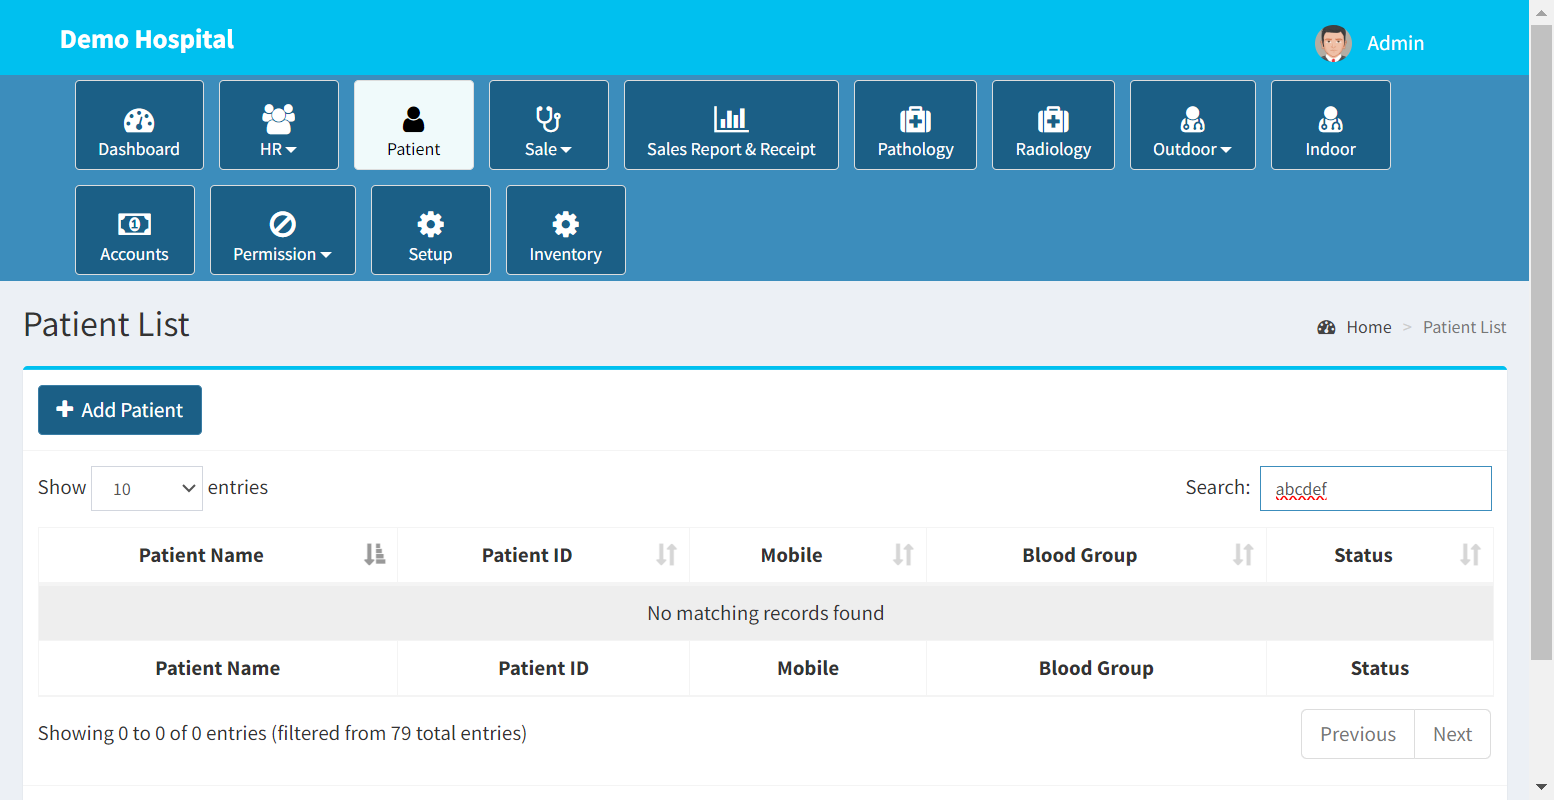 Demo Hospital
Admin
Dashboard
HR
Patient
Sale
Sales Report & Receipt
Pathology
Radiology
Outdoor
Indoor
Accounts
Permission
Setup
Inventory
Patient List
Home > Patient List
Add Patient
Show 10 entries
Search: abcdef
Patient Name Patient ID Mobile Blood Group Status
No matching records found
Patient Name Patient ID Mobile Blood Group Status
Showing 0 to 0 of 0 entries (filtered from 79 total entries)
Previous Next